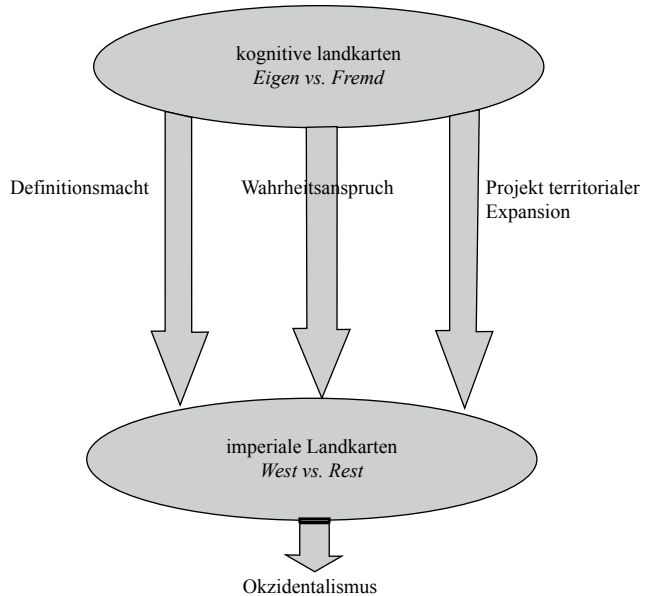 kognitive landkarten
Eigen vs. Fremd
Definitionsmacht
Wahrheitsanspruch
Projekt territorialer
Expansion
imperiale Landkarten
West vs. Rest
Okzidentalismus